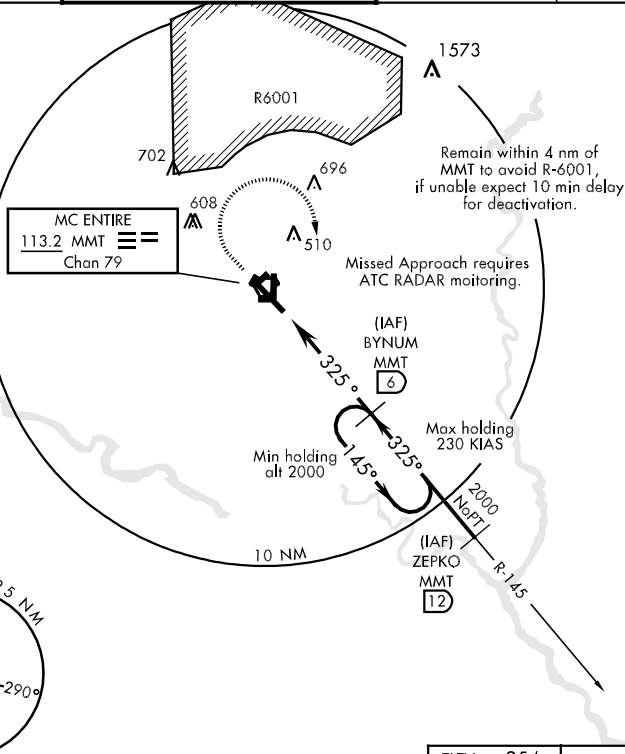 1573
R6001
702
696
Remain within 4 nm of
MMT to avoid R-6001,
if unable expect 10 min delay
for deactivation.
608
MC ENTIRE
113.2 MMT
Chan 79
510
Missed Approach requires
ATC RADAR moitoring.
(IAF)
BYNUM
MMT
6
325°
Max holding
230 KIAS
325°
Min holding
alt 2000
145°
2000
NoPT
10 NM
(IAF)
ZEPKO
MMT
12
R-145
5 NM
-290°